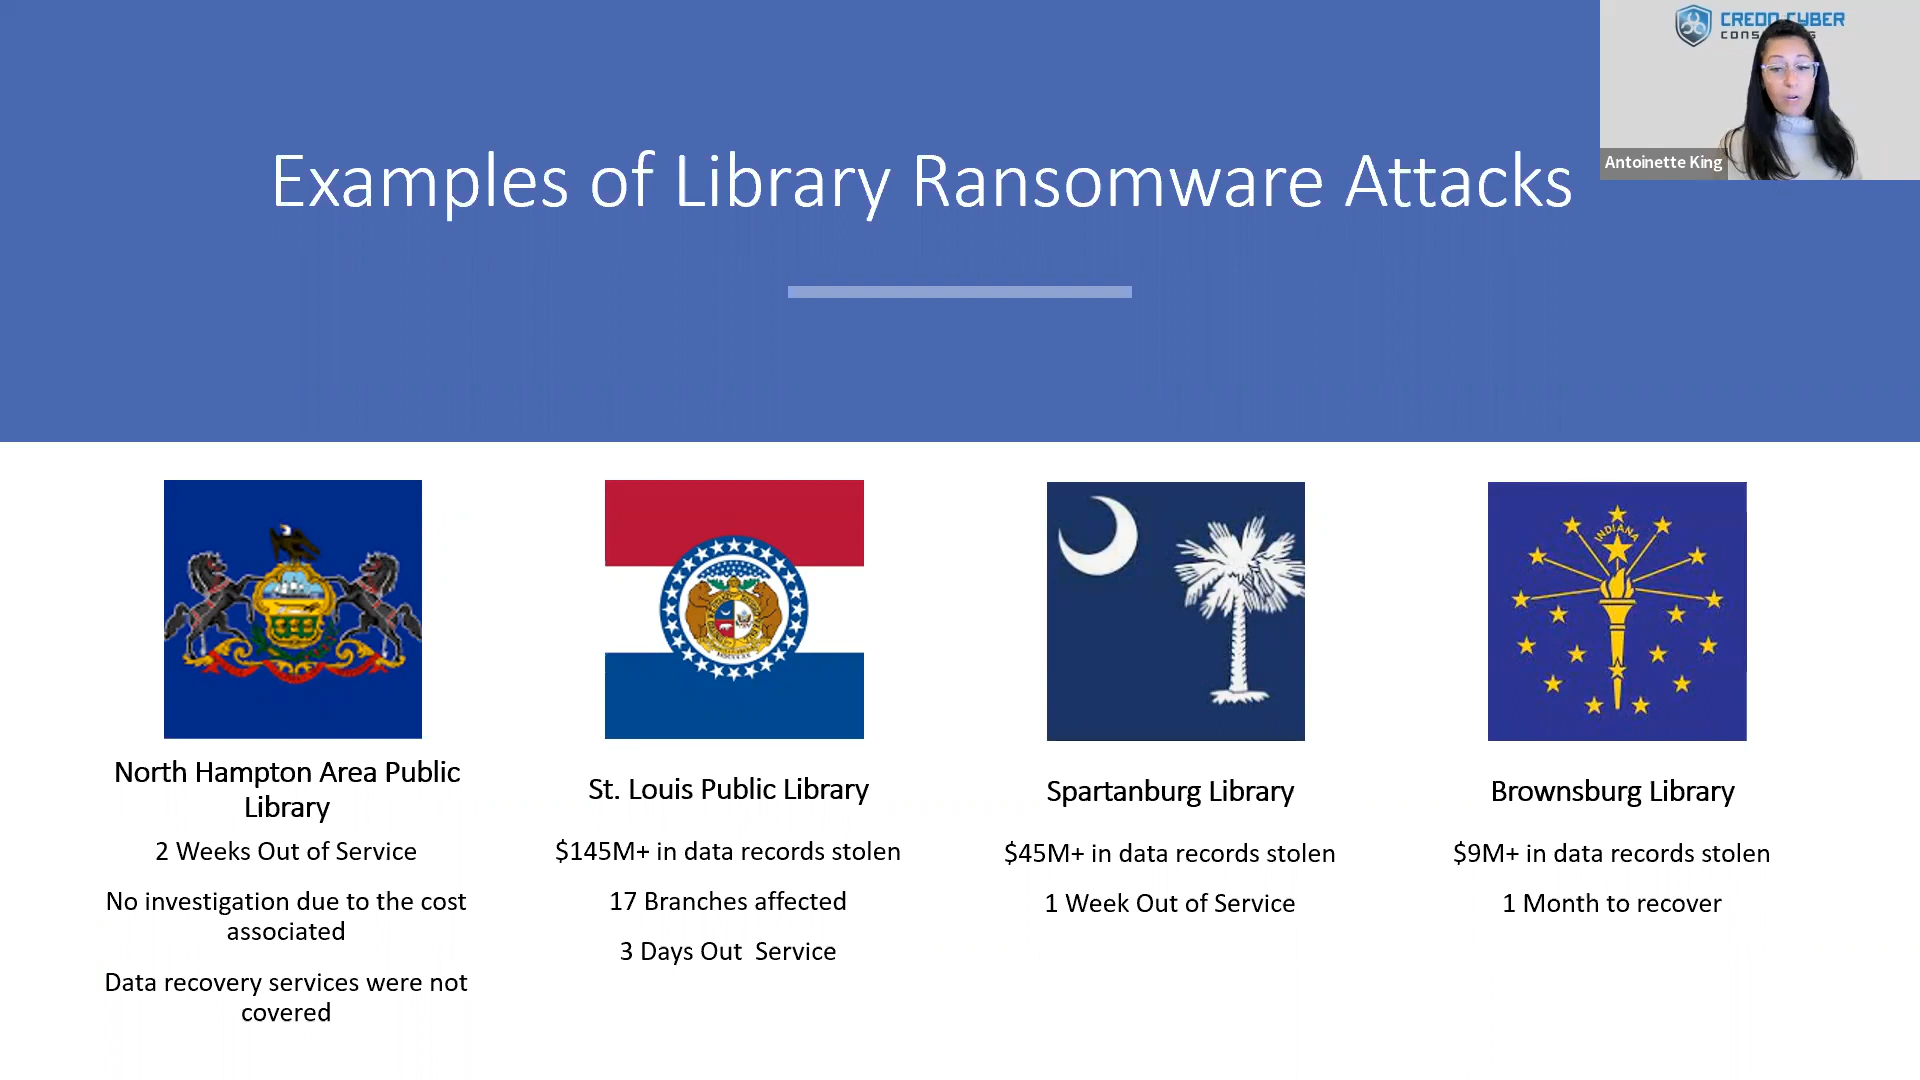 CREDO CYBER
Antoinette King
Examples of Library Ransomware Attacks
INDIANA
North Hampton Area Public
Library
2 Weeks Out of Service
No investigation due to the cost
associated
Data recovery services were not
covered
St. Louis Public Library
$145M+ in data records stolen
17 Branches affected
3 Days Out  Service
Spartanburg Library
$45M+ in data records stolen
1 Week Out of Service
Brownsburg Library
$9M+ in data records stolen
1 Month to recover